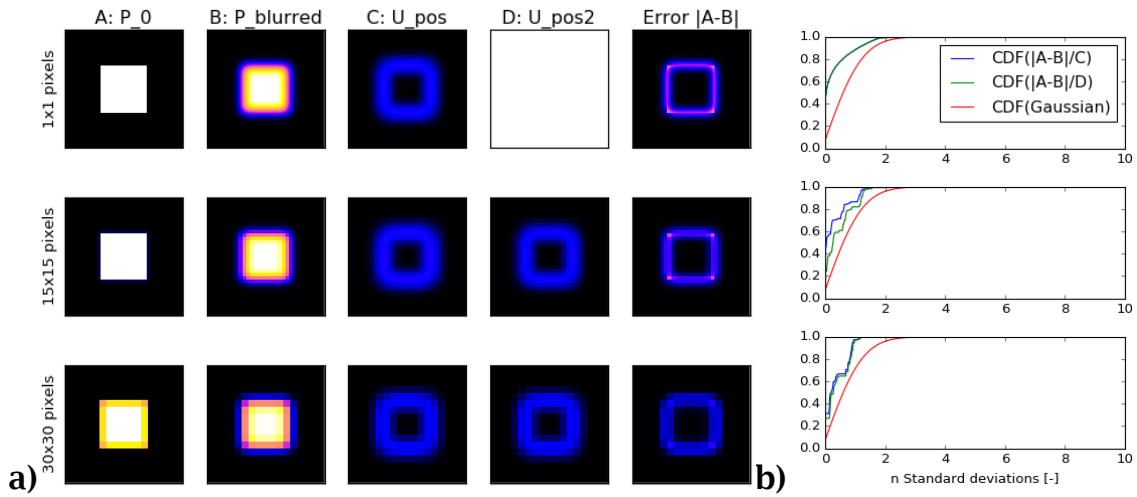 A: P_0
B: P_blurred
C: U_pos
D: U_pos2
Error |A-B|
1x1 pixels
15x15 pixels
30x30 pixels
a)
1.0
0.8
0.6
0.4
0.2
0.0
0
2
4
6
8
10
CDF(|A-B|/C)
CDF(|A-B|/D)
CDF(Gaussian)
1.0
0.8
0.6
0.4
0.2
0.0
0
2
4
6
8
10
1.0
0.8
0.6
0.4
0.2
0.0
0
2
4
6
8
10
n Standard deviations [-]
b)